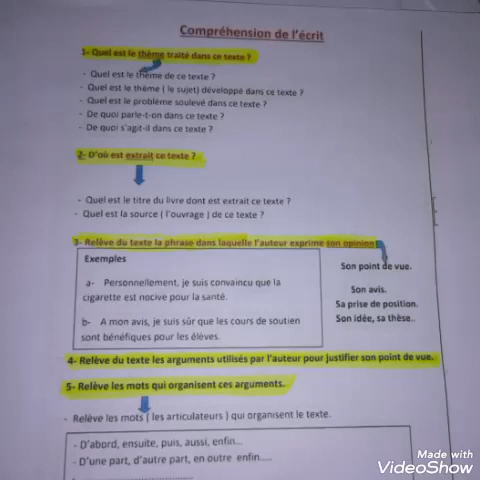 Compréhension de l'écrit
1- Quel est le thème traité dans ce texte ?
- Quel est le thème de ce texte ?
- Quel est le thème ( le sujet) développé dans ce texte ?
- Quel est le problème soulevé dans ce texte ?
- De quoi parle-t-on dans ce texte ?
- De quoi s'agit-il dans ce texte ?
2- D'où est extrait ce texte ?
- Quel est le titre du livre dont est extrait ce texte ?
- Quel est la source ( l'ouvrage ) de ce texte ?
3- Relève du texte la phrase dans laquelle l'auteur exprime son opinion
Exemples
a- Personnellement, je suis convaincu que la
cigarette est nocive pour la santé.
b- A mon avis, je suis sûr que les cours de soutien
sont bénéfiques pour les élèves.
Son point de vue.
Son avis.
Sa prise de position.
Son idée, sa thèse..
4- Relève du texte les arguments utilisés par l'auteur pour justifier son point de vue.
5- Relève les mots qui organisent ces arguments.
- Relève les mots ( les articulateurs ) qui organisent le texte.
- D'abord, ensuite, puis, aussi, enfin...
- D'une part, d'autre part, en outre enfin.....
Made with
VideoShow